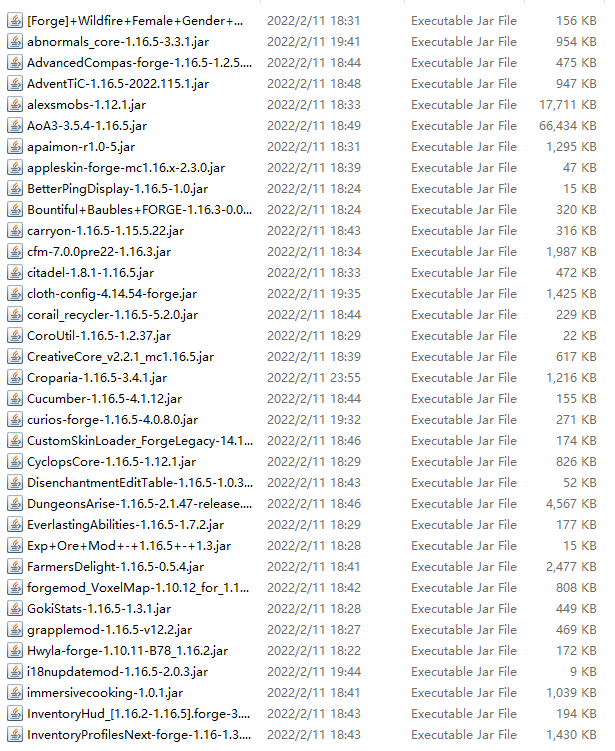 [Forge]+Wildfire+Female+Gender+... 2022/2/11 18:31 Executable Jar File 156 KB
abnormals_core-1.16.5-3.3.1.jar 2022/2/11 19:41 Executable Jar File 954 KB
AdvancedCompas-forge-1.16.5-1.2.5.... 2022/2/11 18:44 Executable Jar File 475 KB
AdventTiC-1.16.5-2022.115.1.jar 2022/2/11 18:48 Executable Jar File 947 KB
alexsmobs-1.12.1.jar 2022/2/11 18:33 Executable Jar File 17,711 KB
AoA3-3.5.4-1.16.5.jar 2022/2/11 18:49 Executable Jar File 66,434 KB
apaimon-r1.0-5.jar 2022/2/11 18:31 Executable Jar File 1,295 KB
appleskin-forge-mc1.16.x-2.3.0.jar 2022/2/11 18:39 Executable Jar File 47 KB
BetterPingDisplay-1.16.5-1.0.jar 2022/2/11 18:24 Executable Jar File 15 KB
Bountiful+Baubles+FORGE-1.16.3-0.0... 2022/2/11 18:24 Executable Jar File 320 KB
carryon-1.16.5-1.15.5.22.jar 2022/2/11 18:43 Executable Jar File 316 KB
cfm-7.0.0pre22-1.16.3.jar 2022/2/11 18:34 Executable Jar File 1,987 KB
citadel-1.8.1-1.16.5.jar 2022/2/11 18:33 Executable Jar File 472 KB
cloth-config-4.14.54-forge.jar 2022/2/11 19:35 Executable Jar File 1,425 KB
corail_recycler-1.16.5-5.2.0.jar 2022/2/11 18:44 Executable Jar File 229 KB
CoroUtil-1.16.5-1.2.37.jar 2022/2/11 18:29 Executable Jar File 22 KB
CreativeCore_v2.2.1_mc1.16.5.jar 2022/2/11 18:39 Executable Jar File 617 KB
Croparia-1.16.5-3.4.1.jar 2022/2/11 23:55 Executable Jar File 1,216 KB
Cucumber-1.16.5-4.1.12.jar 2022/2/11 18:44 Executable Jar File 155 KB
curios-forge-1.16.5-4.0.8.0.jar 2022/2/11 19:32 Executable Jar File 271 KB
CustomSkinLoader_ForgeLegacy-14.1... 2022/2/11 18:46 Executable Jar File 174 KB
CyclopsCore-1.16.5-1.12.1.jar 2022/2/11 18:29 Executable Jar File 826 KB
DisenchantmentEditTable-1.16.5-1.0.3... 2022/2/11 18:43 Executable Jar File 52 KB
DungeonsArise-1.16.5-2.1.47-release.... 2022/2/11 18:46 Executable Jar File 4,567 KB
EverlastingAbilities-1.16.5-1.7.2.jar 2022/2/11 18:29 Executable Jar File 177 KB
Exp+Ore+Mod+-+1.16.5+-+1.3.jar 2022/2/11 18:28 Executable Jar File 15 KB
FarmersDelight-1.16.5-0.5.4.jar 2022/2/11 18:41 Executable Jar File 2,477 KB
forgemod_VoxelMap-1.10.12_for_1.1... 2022/2/11 18:42 Executable Jar File 808 KB
GokiStats-1.16.5-1.3.1.jar 2022/2/11 18:28 Executable Jar File 449 KB
grapplemod-1.16.5-v12.2.jar 2022/2/11 18:27 Executable Jar File 469 KB
Hwyla-forge-1.10.11-B78_1.16.2.jar 2022/2/11 18:22 Executable Jar File 172 KB
i18nupdatemod-1.16.5-2.0.3.jar 2022/2/11 19:44 Executable Jar File 9 KB
immersivecooking-1.0.1.jar 2022/2/11 18:41 Executable Jar File 1,039 KB
InventoryHud_[1.16.2-1.16.5].forge-3.... 2022/2/11 18:43 Executable Jar File 194 KB
InventoryProfilesNext-forge-1.16-1.3.... 2022/2/11 18:43 Executable Jar File 1,430 KB